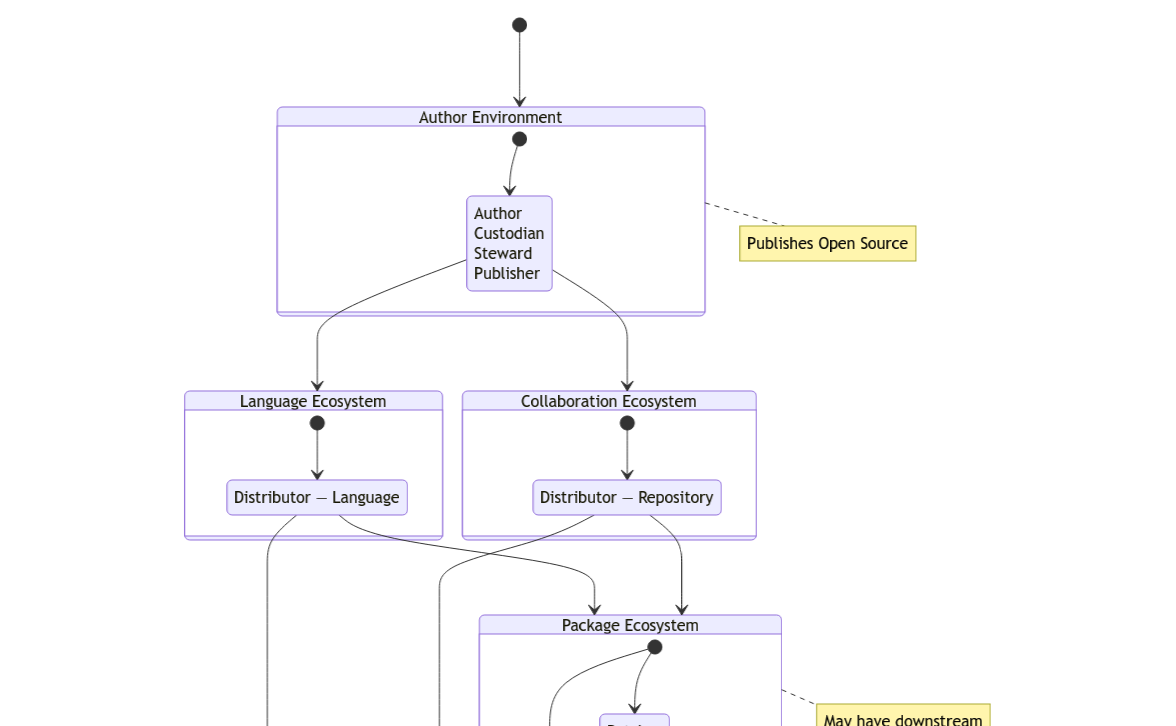 Author Environment
Author
Custodian
Steward
Publisher
Publishes Open Source
Language Ecosystem
Collaboration Ecosystem
Distributor – Language
Distributor – Repository
Package Ecosystem
May have downstream